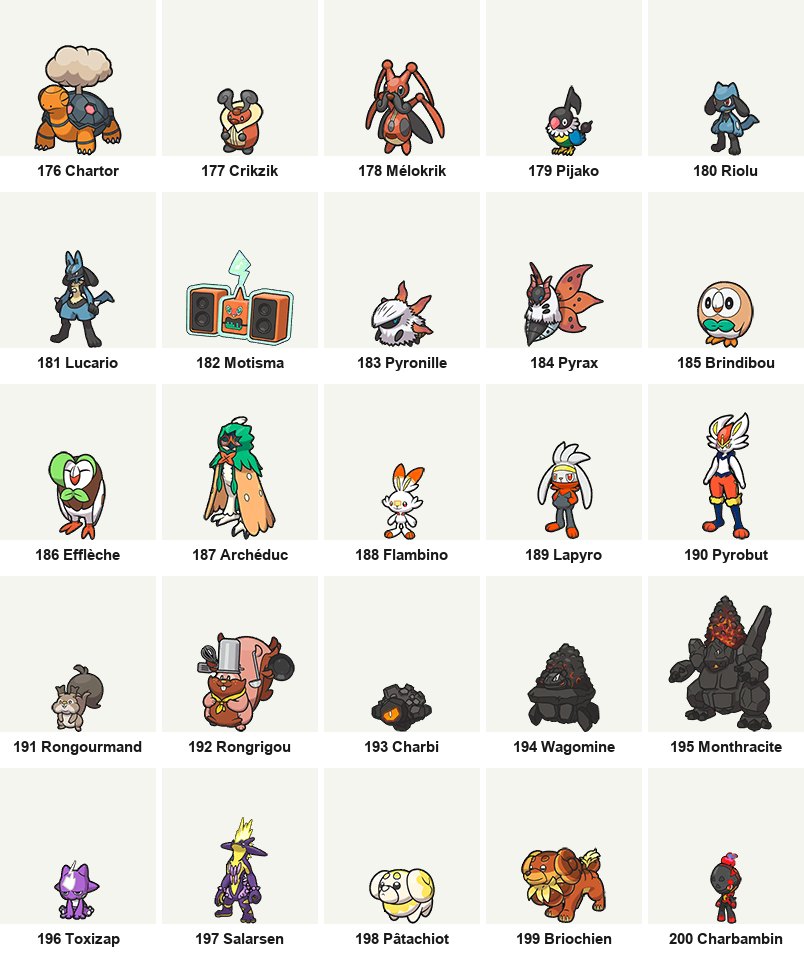 176 Chartor
177 Crikzik
178 Mélokrik
179 Pijako
180 Riolu
181 Lucario
182 Motisma
183 Pyronille
184 Pyrax
185 Brindibou
186 Efflèche
187 Archéduc
188 Flambino
189 Lapyro
190 Pyrobut
191 Rongourmand
192 Rongrigou
193 Charbi
194 Wagomine
195 Monthracite
196 Toxizap
197 Salarsen
198 Pâtachiot
199 Briochien
200 Charbambin